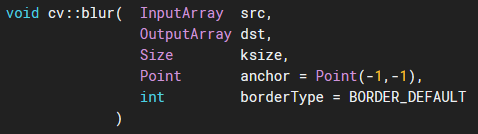 void cv::blur( InputArray src,
OutputArray dst,
Size ksize,
Point anchor = Point(-1,-1),
int borderType = BORDER_DEFAULT
)